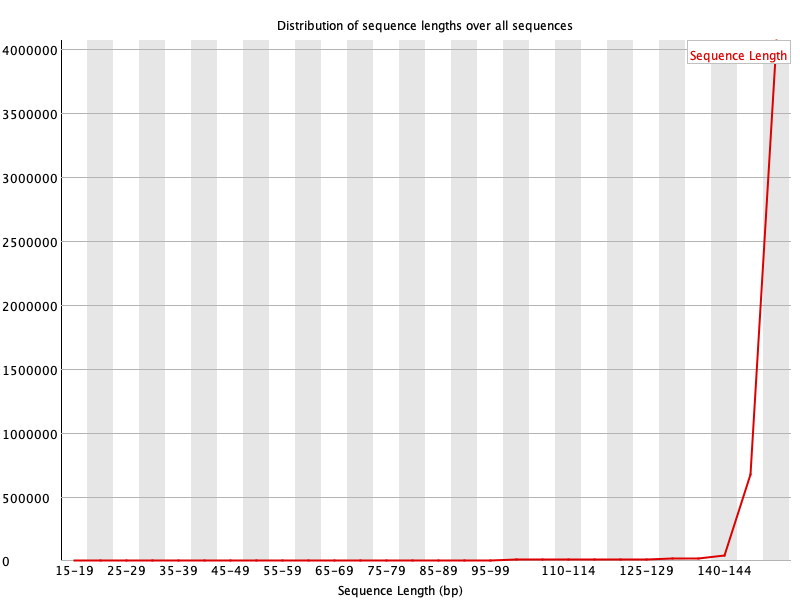 Distribution of sequence lengths over all sequences
Sequence Length
4000000
3500000
3000000
2500000
2000000
1500000
1000000
500000
0
15-19 25-29 35-39 45-49 55-59 65-69 75-79 85-89 95-99 110-114 125-129 140-144
Sequence Length (bp)